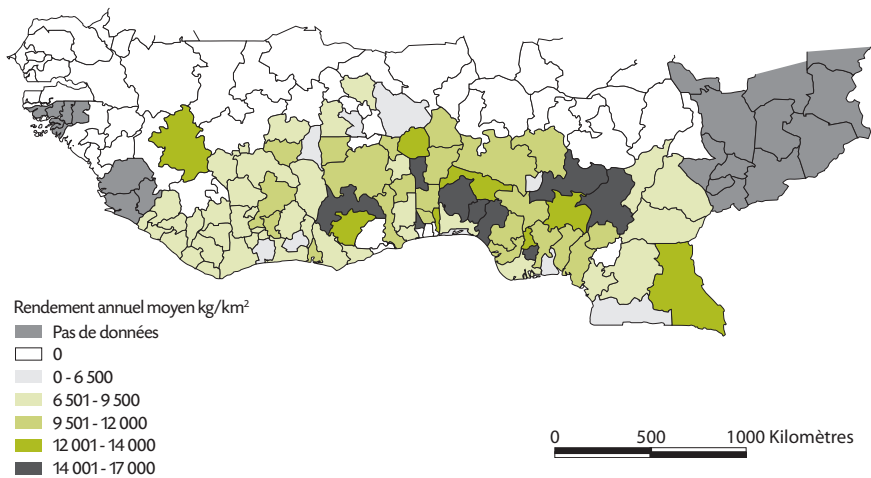 Rendement annuel moyen kg/km²
Pas de données
0
0 - 6 500
6 501 - 9 500
9 501 - 12 000
12 001 - 14 000
14 001 - 17 000
0 500 1000 Kilomètres